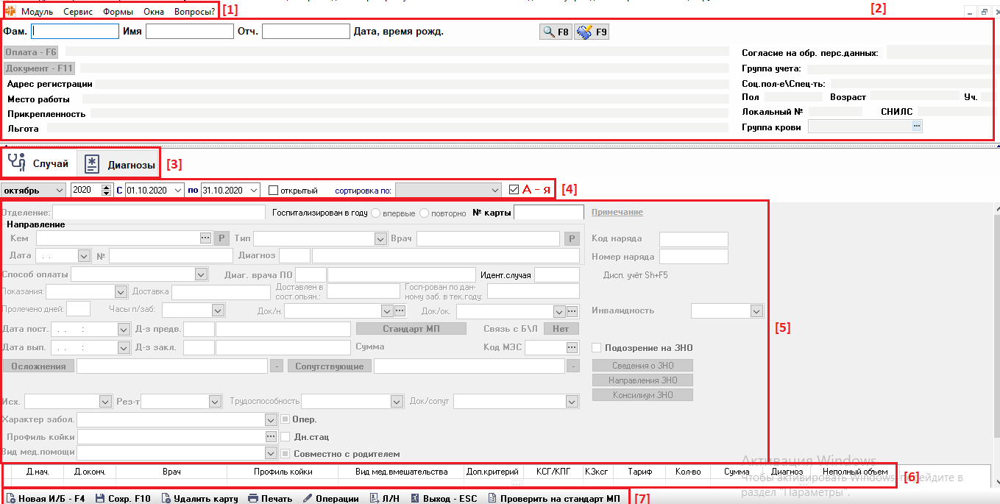 Модуль Сервис Формы Окна Вопросы? [1] [2]
Фам. Имя Отч. Дата, время рожд. F8 F9
Оплата - F6 Согласие на обр. перс.данных:
Документ - F11 Группа учета:
Адрес регистрации Соц.пол-е\Спец-ть:
Место работы Пол Возраст Уч.
Прикрепленность Локальный № СНИЛС
Льгота Группа крови ...
Случай Диагнозы [3]
октябрь 2020 С 01.10.2020 по 31.10.2020 открытый сортировка по: А - я [4]
Отделение: Госпитализирован в году впервые повторно № карты Примечание
Направление
Кем ... Р Тип Врач Р Код наряда
Дата . . № Диагноз Номер наряда
Способ оплаты Диаг. врача ПО Идент.случая Дисп. учёт Sh+F5
Показания: Доставка Доставлен в сост.опьян.: Госп-рован по дан-
ному заб. в тек.году:
Пролечено дней: Часы п/заб: Док/н. ... Док/ок. ... Инвалидность
Дата пост. . . : Д-з предв. Стандарт МП Связь с Б\Л Нет [5]
Дата вып. . . : Д-з закл. Сумма Код МЭС ... Подозрение на ЗНО
Осложнения - Сопутствующие - Сведения о ЗНО
Направления ЗНО
Консилиум ЗНО
Исх. Рез-т Трудоспособность Док/сопут
Характер забол. Опер.
Профиль койки ... Дн.стац
Вид мед.помощи Совместно с родителем
Активация Windows
Д.нач. Д.оконч. Врач Профиль койки Вид мед.вмешательства Доп.критерий КСГ/КПГ КЗксг Тариф Кол-во Сумма Диагноз Неполный объем [6]
Чтобы активировать Windows, перейдите в
раздел "Параметры".
Новая И/Б - F4 Сохр. F10 Удалить карту Печать Операции Л/Н Выход - ESC Проверить на стандарт МП [7]